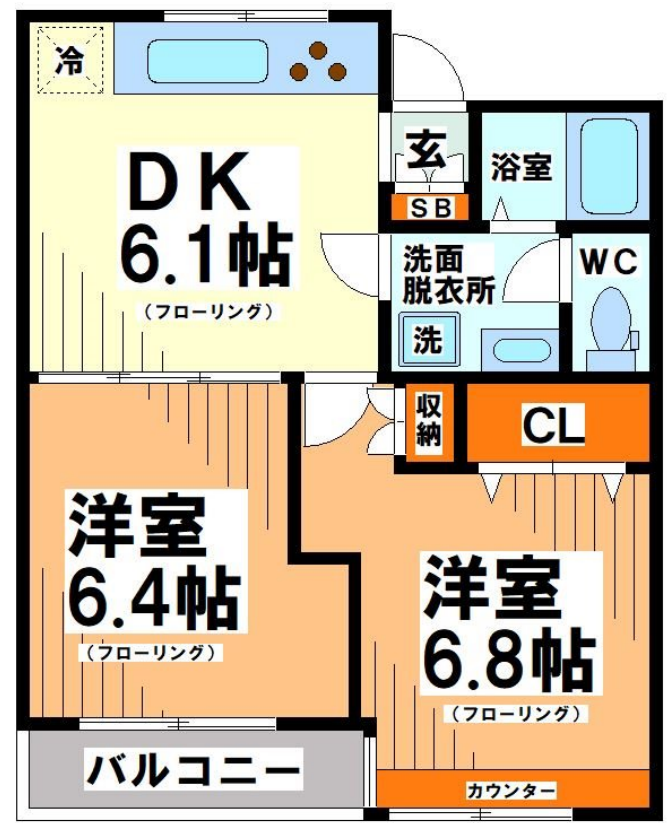 冷
DK
6.1帖
(フローリング)
玄
SB
浴室
洗面
脱衣所
洗
WC
収
納
CL
洋室
6.4帖
(フローリング)
洋室
6.8帖
(フローリング)
バルコニー
カウンター